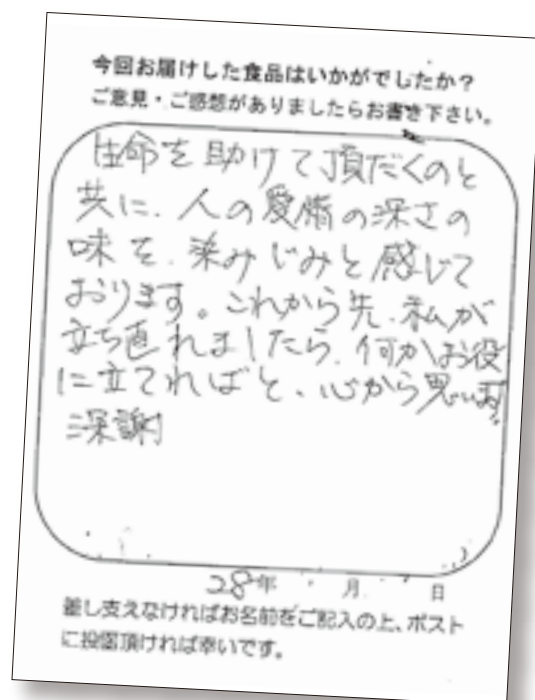 今回お届けした食品はいかがでしたか?
ご意見・ご感想がありましたらお書き下さい。
生命を助けて頂だくのと
共に、人の愛情の深さの
味を、染みじみと感じて
おります。これから先、私が
立ち直れましたら、何かお役
に立てればと、心から思います。
深謝
28年 月 日
差し支えなければお名前をご記入の上、ポスト
に投函頂ければ幸いです。